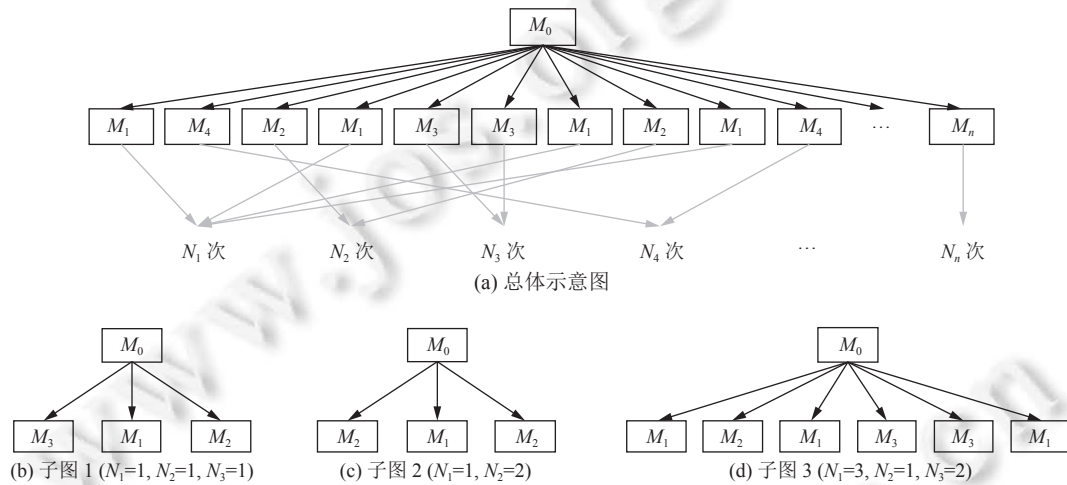 M₀
M₁ M₄ M₂ M₁ M₃ M₃ M₁ M₂ M₁ M₄ … Mₙ
N₁ 次 N₂ 次 N₃ 次 N₄ 次 … Nₙ 次
(a) 总体示意图
M₀ M₀ M₀
M₃ M₁ M₂ M₂ M₁ M₂ M₁ M₂ M₁ M₃ M₃ M₁
(b) 子图 1 (N₁=1, N₂=1, N₃=1) (c) 子图 2 (N₁=1, N₂=2) (d) 子图 3 (N₁=3, N₂=1, N₃=2)